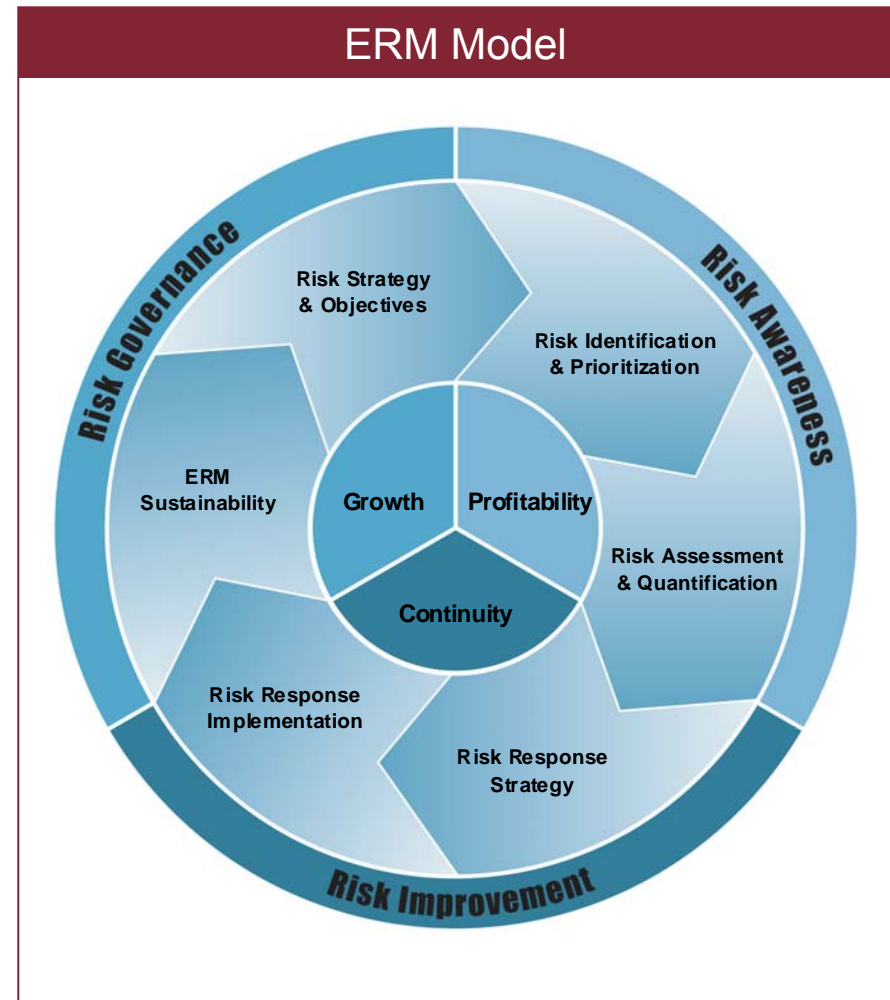 ERM Model
Risk Governance
Risk Awareness
Risk Strategy
& Objectives
Risk Identification
& Prioritization
ERM
Sustainability
Growth
Profitability
Risk Assessment
& Quantification
Continuity
Risk Response
Implementation
Risk Response
Strategy
Risk Improvement